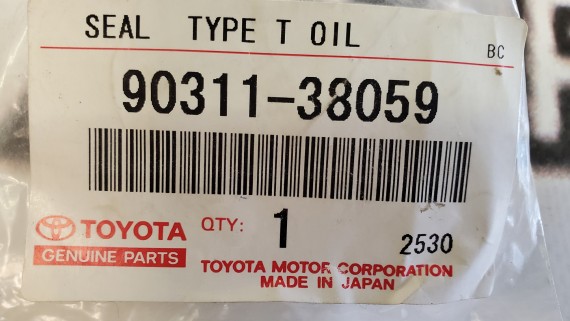 SEAL TYPE T OIL
BC
90311-38059
TOYOTA
GENUINE PARTS
QTY: 1
2530
TOYOTA MOTOR CORPORATION
MADE IN JAPAN